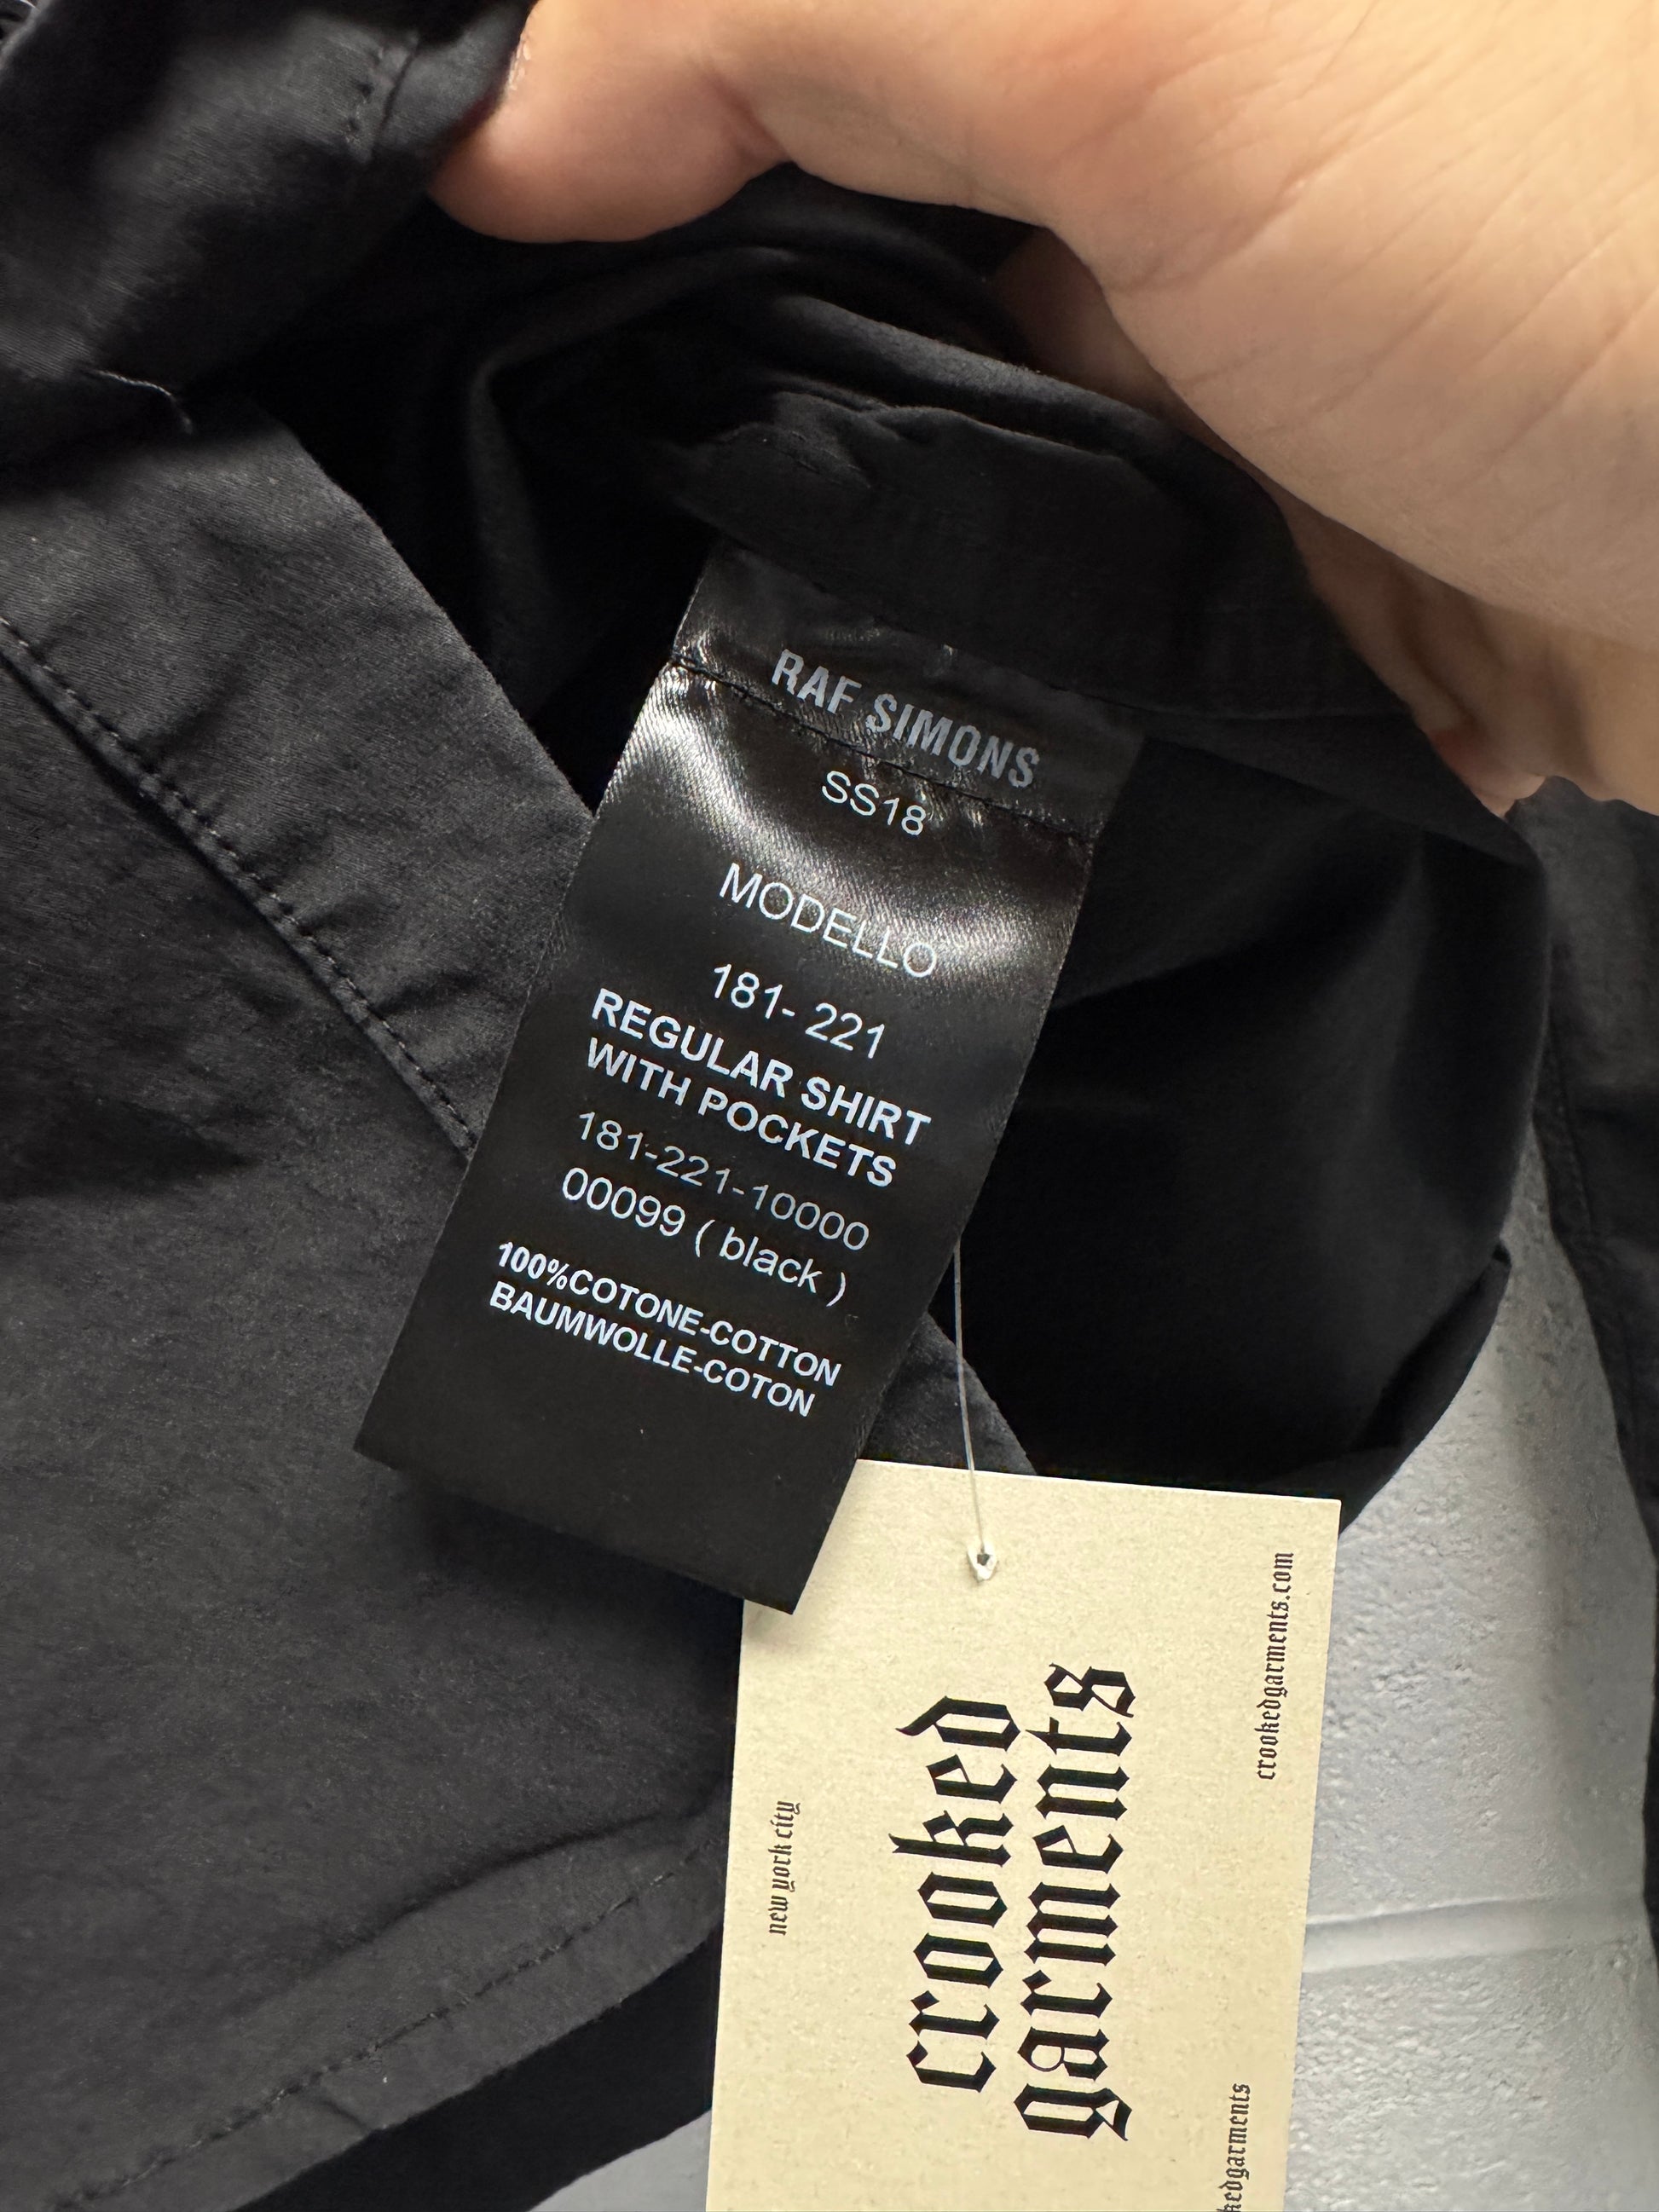 RAF SIMONS
SS18
MODELLO
181- 221
REGULAR SHIRT
WITH POCKETS
181-221-10000
00099 ( black )
100%COTONE-COTTON
BAUMWOLLE-COTON
new york city
crooked
garments
crookedgarments.com